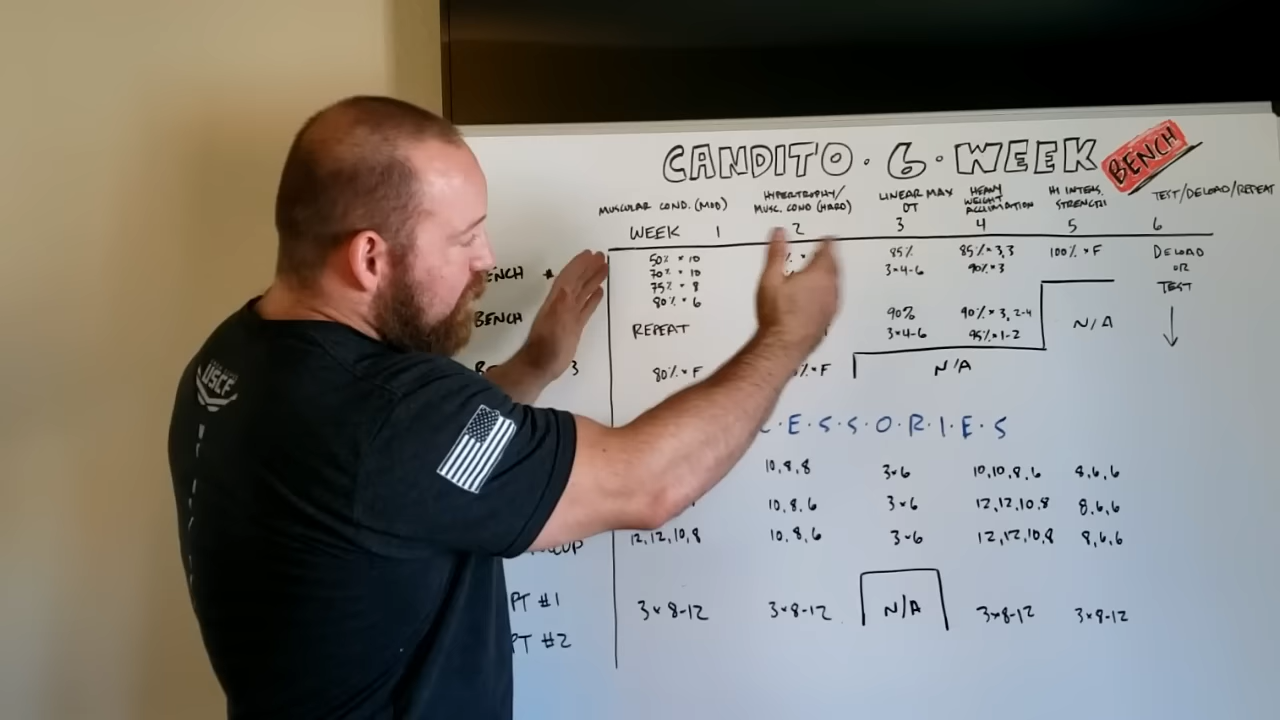 CANDITO · 6 · WEEK BENCH
MUSCULAR COND. (MOD) HYPERTROPHY/ MUSC. COND (HARD) LINEAR MAX OT HEAVY WEIGHT ACCLIMATION HI INTENS. STRENGTH TEST/DELOAD/REPEAT
WEEK 1 2 3 4 5 6
BENCH 50% × 10 85% 85% × 3,3 100% × F DELOAD
70% × 10 3×4-6 90% × 3 OR
75% × 8 TEST
80% × 6
BENCH REPEAT 90% 90% × 3, 2-4 N/A
3×4-6 95% × 1-2
3 80% × F % × F N/A
E·S·S·O·R·I·E·S
10,8,8 3×6 10,10,8,6 8,6,6
10,8,6 3×6 12,12,10,8 8,6,6
12,12,10,8 10,8,6 3×6 12,12,10,8 8,6,6
PT #1 3×8-12 3×8-12 N/A 3×8-12 3×8-12
PT #2
USCF